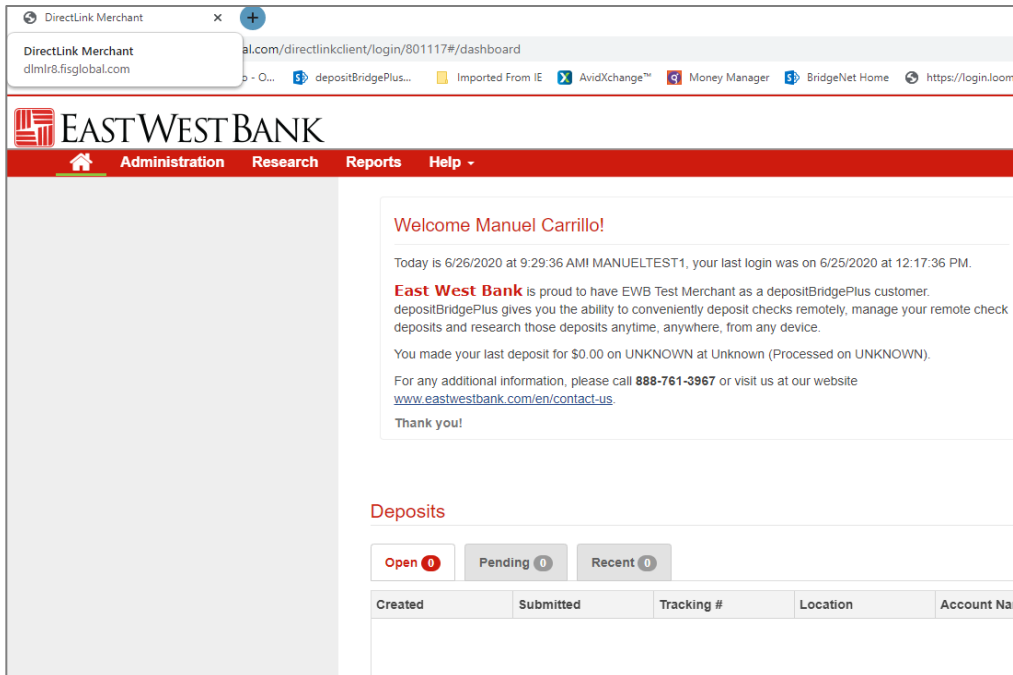 DirectLink Merchant
DirectLink Merchant
dlmlr8.fisglobal.com
al.com/directlinkclient/login/801117#/dashboard
- O... depositBridgePlus... Imported From IE AvidXchange™ Money Manager BridgeNet Home https://login.loom
EAST WEST BANK
Administration Research Reports Help
Welcome Manuel Carrillo!
Today is 6/26/2020 at 9:29:36 AM! MANUELTEST1, your last login was on 6/25/2020 at 12:17:36 PM.
East West Bank is proud to have EWB Test Merchant as a depositBridgePlus customer.
depositBridgePlus gives you the ability to conveniently deposit checks remotely, manage your remote check
deposits and research those deposits anytime, anywhere, from any device.
You made your last deposit for $0.00 on UNKNOWN at Unknown (Processed on UNKNOWN).
For any additional information, please call 888-761-3967 or visit us at our website
www.eastwestbank.com/en/contact-us.
Thank you!
Deposits
Open 0 Pending 0 Recent 0
Created Submitted Tracking # Location Account Na